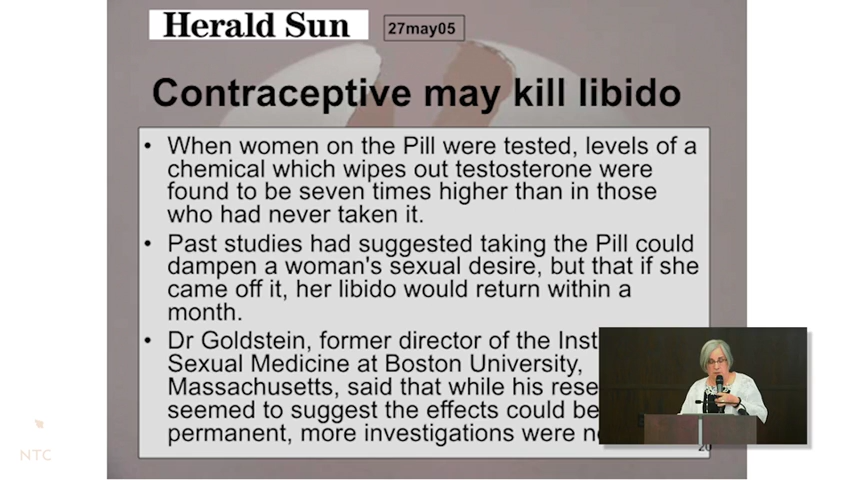 Herald Sun
27may05
Contraceptive may kill libido
• When women on the Pill were tested, levels of a
chemical which wipes out testosterone were
found to be seven times higher than in those
who had never taken it.
• Past studies had suggested taking the Pill could
dampen a woman's sexual desire, but that if she
came off it, her libido would return within a
month.
• Dr Goldstein, former director of the
Sexual Medicine at Boston University,
Massachusetts, said that while his
seemed to suggest the effects could be
permanent, more investigations were
20
NTC